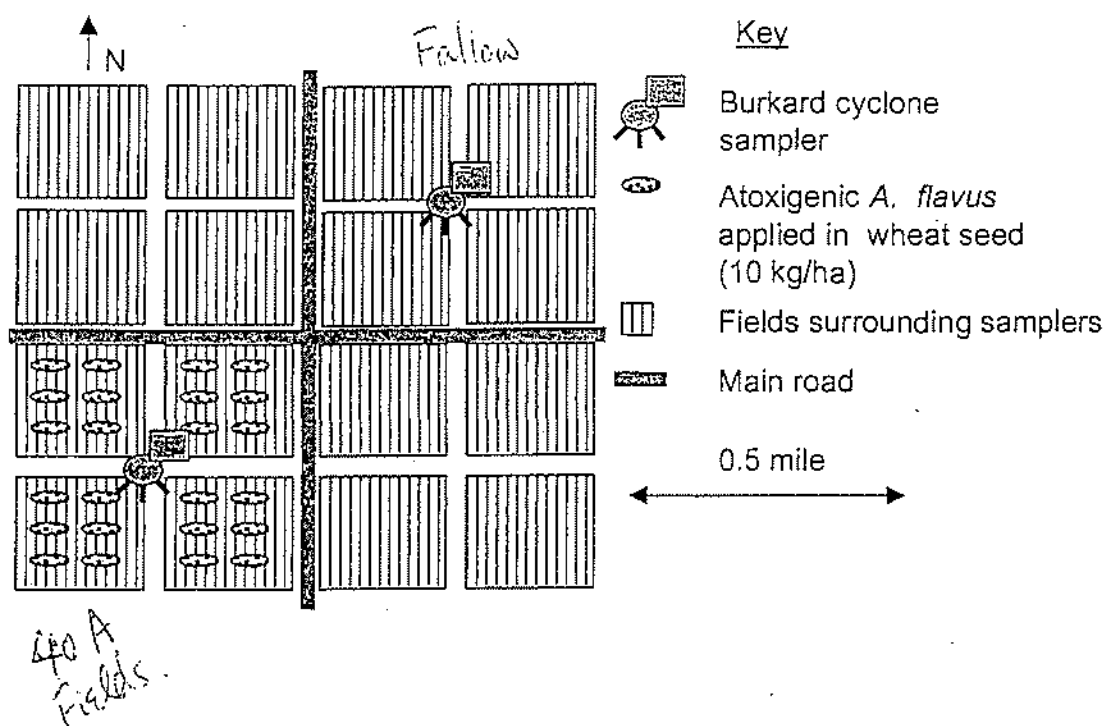 N
Fallow
Key
Burkard cyclone
sampler
Atoxigenic A. flavus
applied in wheat seed
(10 kg/ha)
Fields surrounding samplers
Main road
0.5 mile
40 A
Fields.